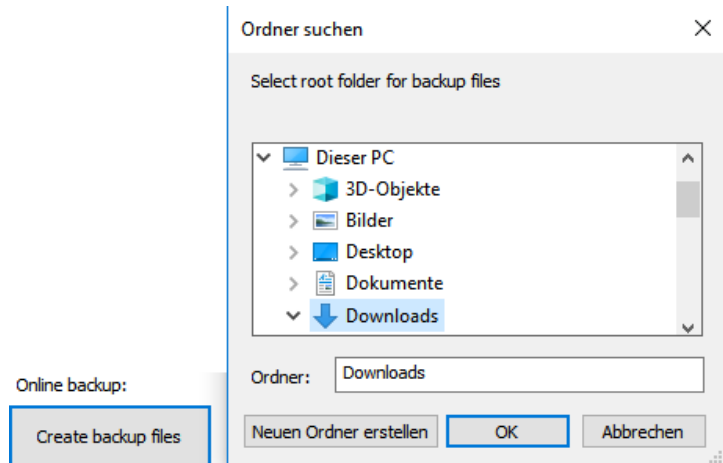 Ordner suchen
Select root folder for backup files
Dieser PC
3D-Objekte
Bilder
Desktop
Dokumente
Downloads
Ordner: Downloads
Neuen Ordner erstellen OK Abbrechen
Online backup:
Create backup files